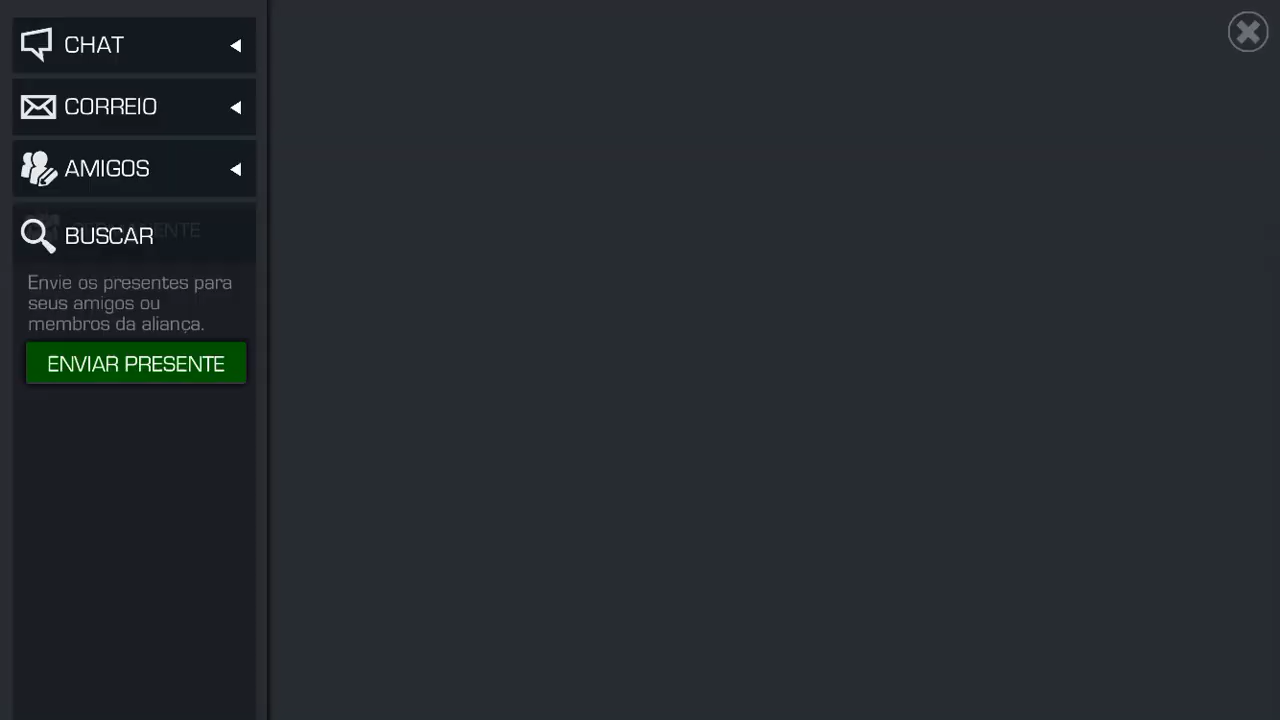 CHAT
CORREIO
AMIGOS
BUSCAR
Envie os presentes para
seus amigos ou
membros da aliança.
ENVIAR PRESENTE